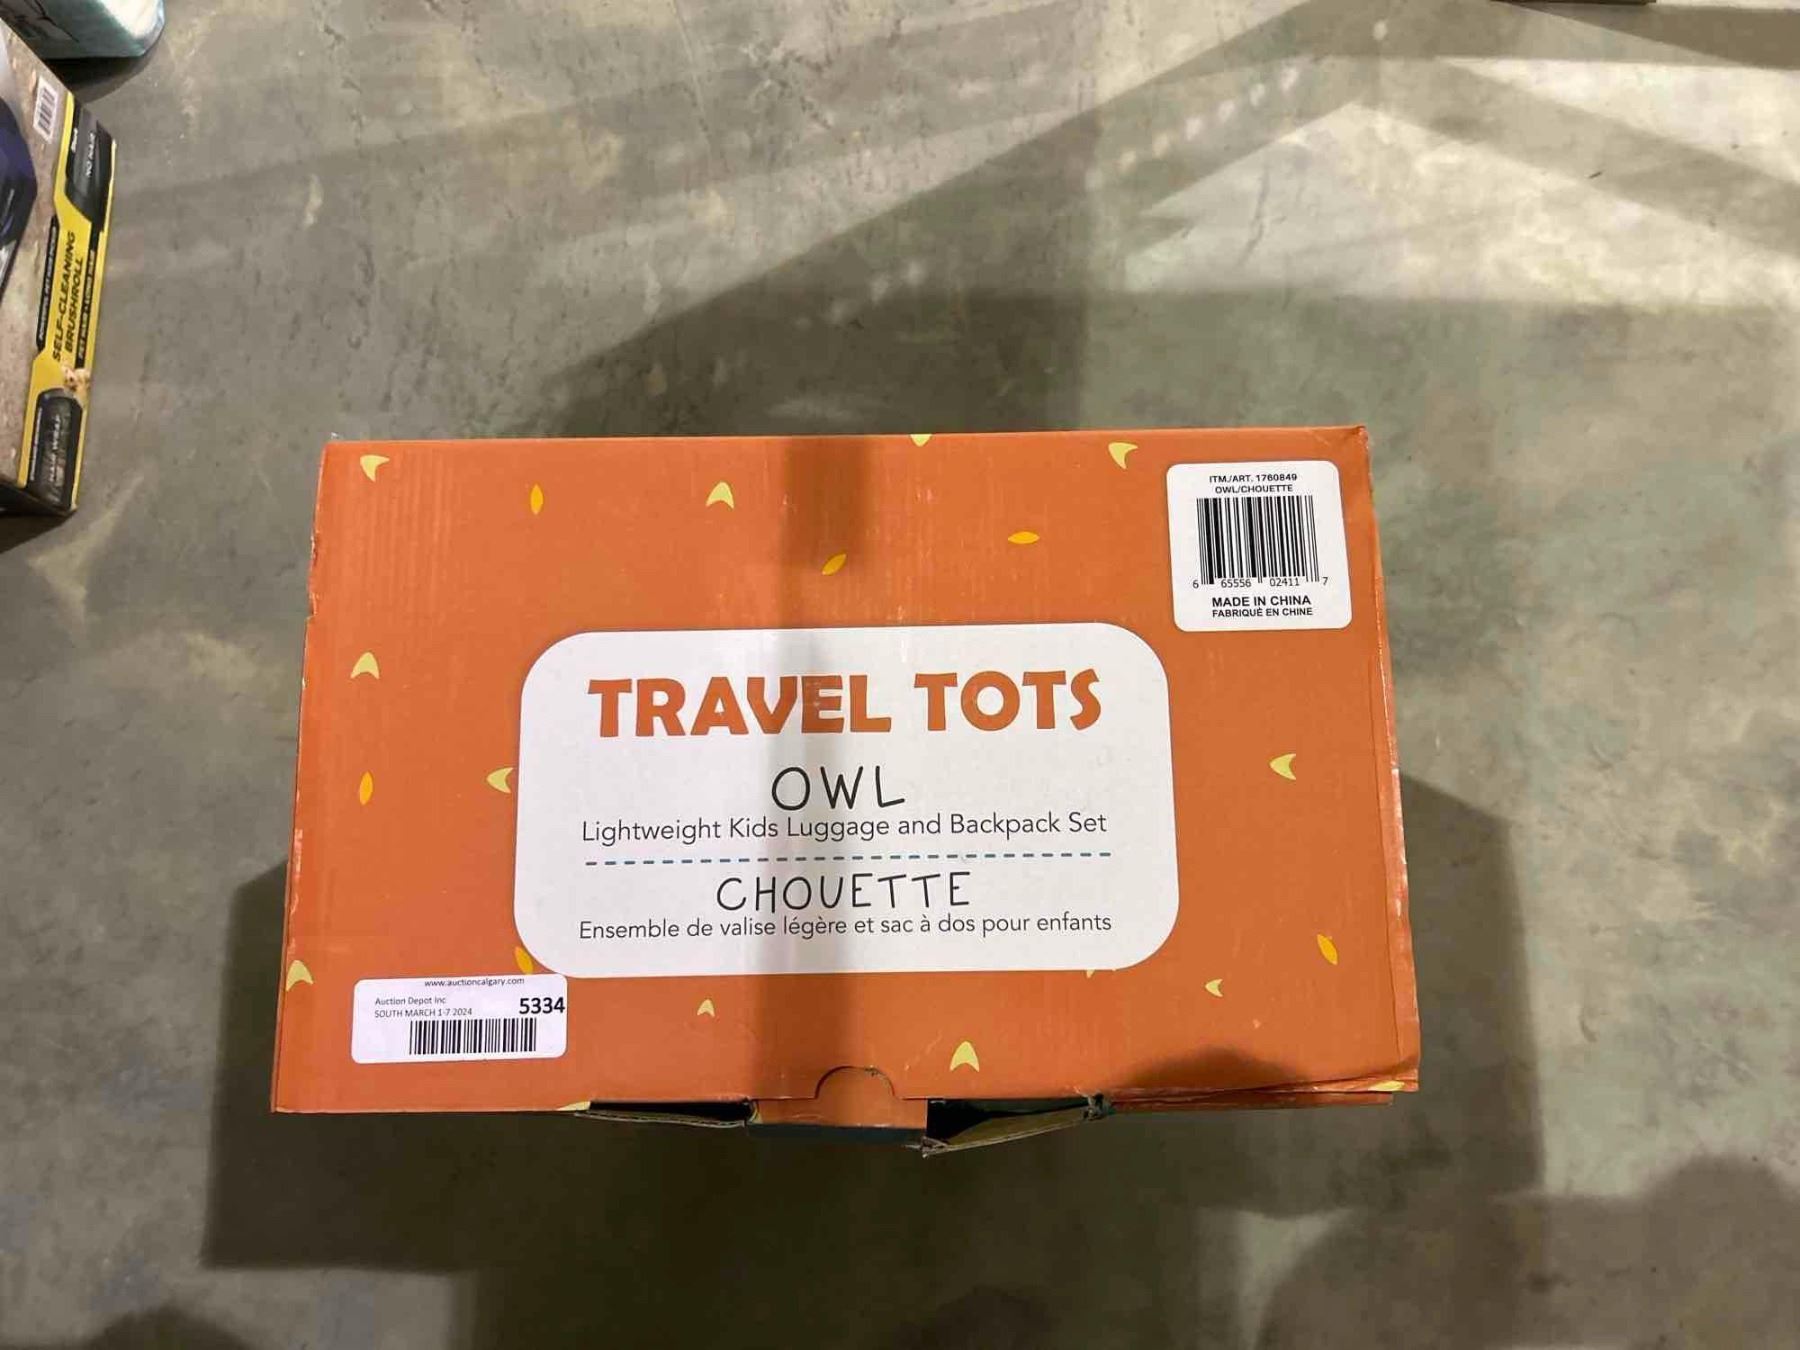 SELF-CLEANING
BRUSHROLL
ITM./ART. 1760849
OWL/CHOUETTE
6 65556 02411 7
MADE IN CHINA
FABRIQUÉ EN CHINE
TRAVEL TOTS
OWL
Lightweight Kids Luggage and Backpack Set
CHOUETTE
Ensemble de valise légère et sac à dos pour enfants
www.auctioncalgary.com
Auction Depot Inc
5334
SOUTH MARCH 1-7 2024